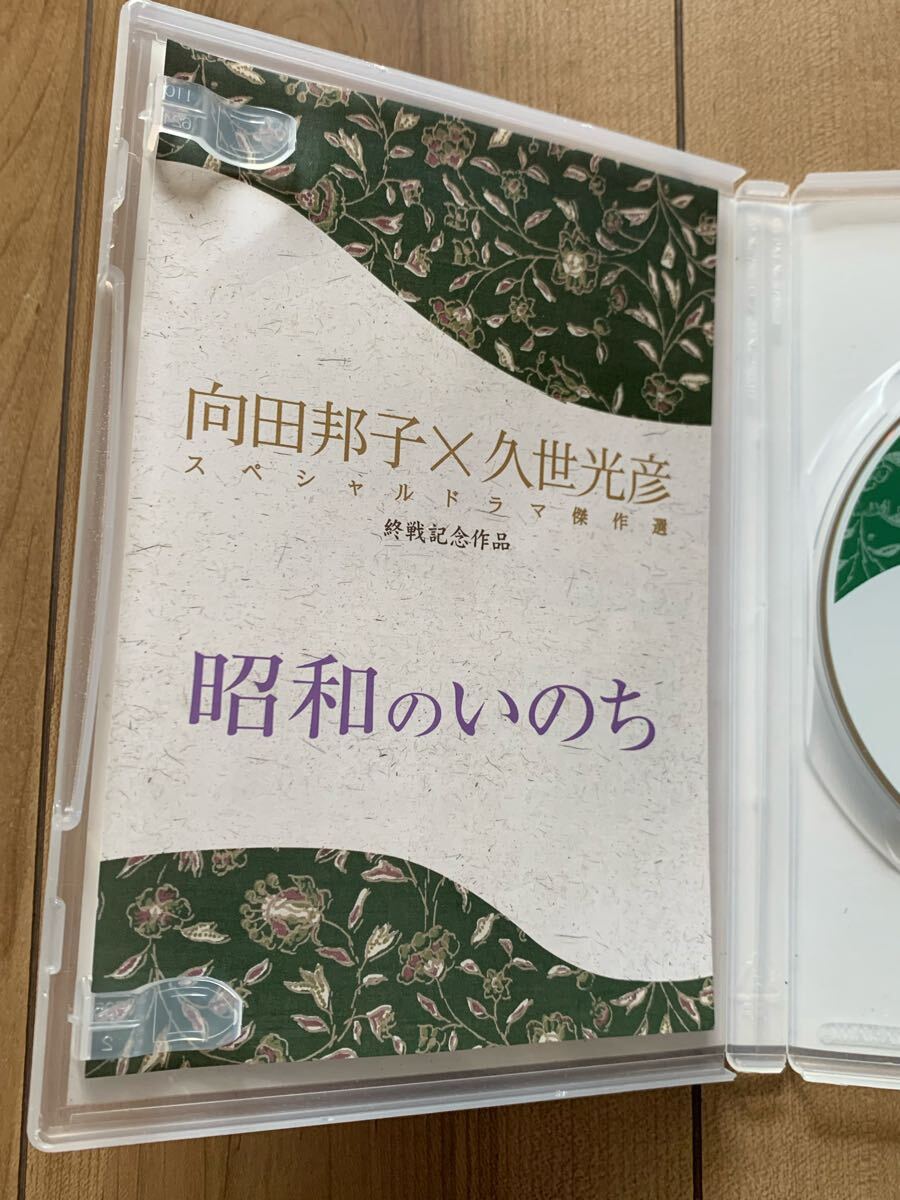 向田邦子×久世光彦
スペシャルドラマ傑作選
終戦記念作品
昭和のいのち